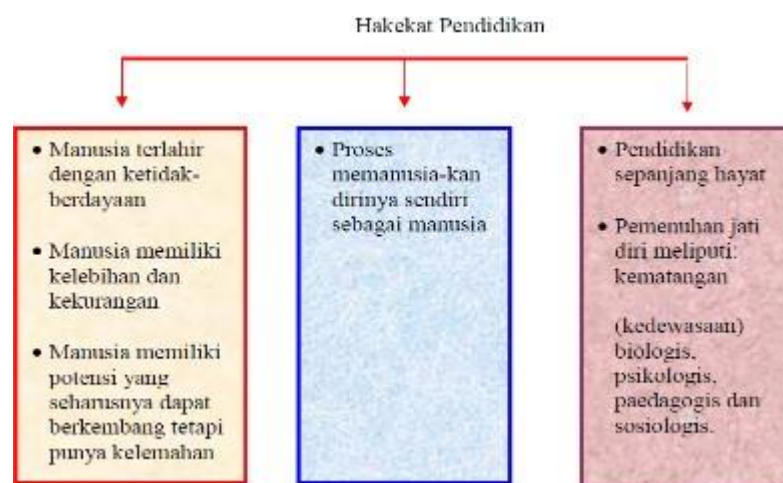 Hakekat Pendidikan
• Manusia terlahir
dengan ketidak-
berdayaan
• Manusia memiliki
kelebihan dan
kekurangan
• Manusia memiliki
potensi yang
seharusnya dapat
berkembang tetapi
punya kelemahan
• Proses
memanusia-kan
dirinya sendiri
sebagai manusia
• Pendidikan
sepanjang hayat
• Pemenuhan jati
diri meliputi:
kematangan
(kedewasaan)
biologis,
psikologis,
paedagogis dan
sosiologis.